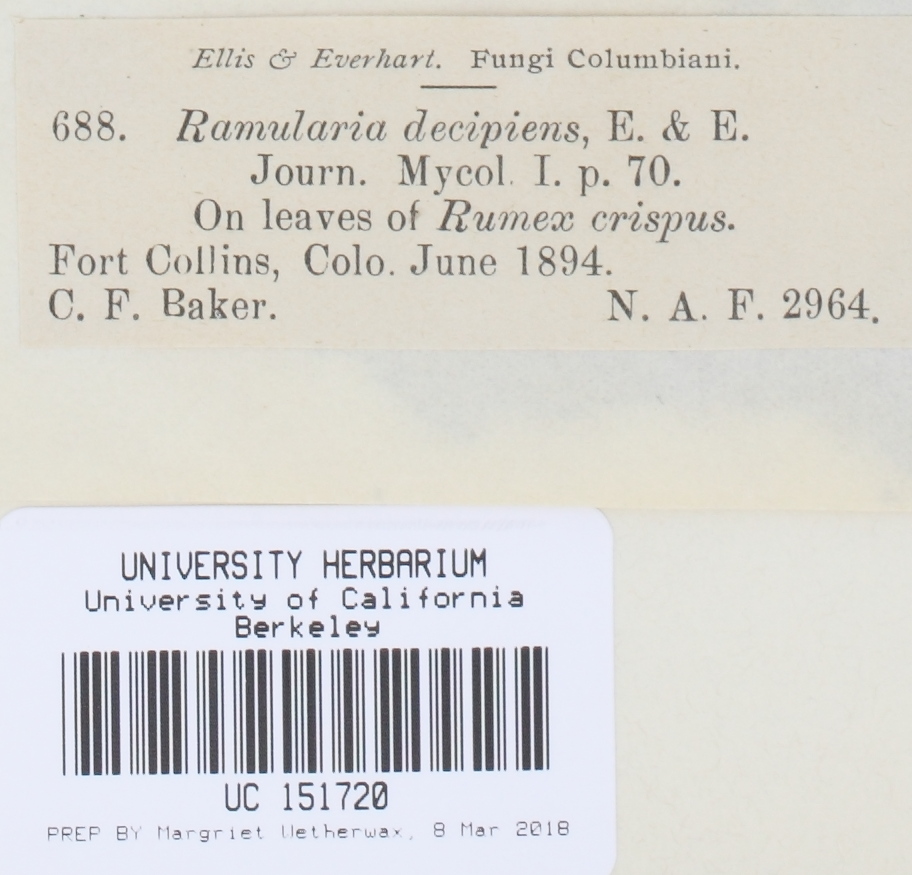 Ellis & Everhart. Fungi Columbiani.
688. Ramularia decipiens, E. & E.
Journ. Mycol. I. p. 70.
On leaves of Rumex crispus.
Fort Collins, Colo. June 1894.
C. F. Baker. N. A. F. 2964.
UNIVERSITY HERBARIUM
University of California
Berkeley
UC 151720
PREP BY Margriet Wetherwax, 8 Mar 2018